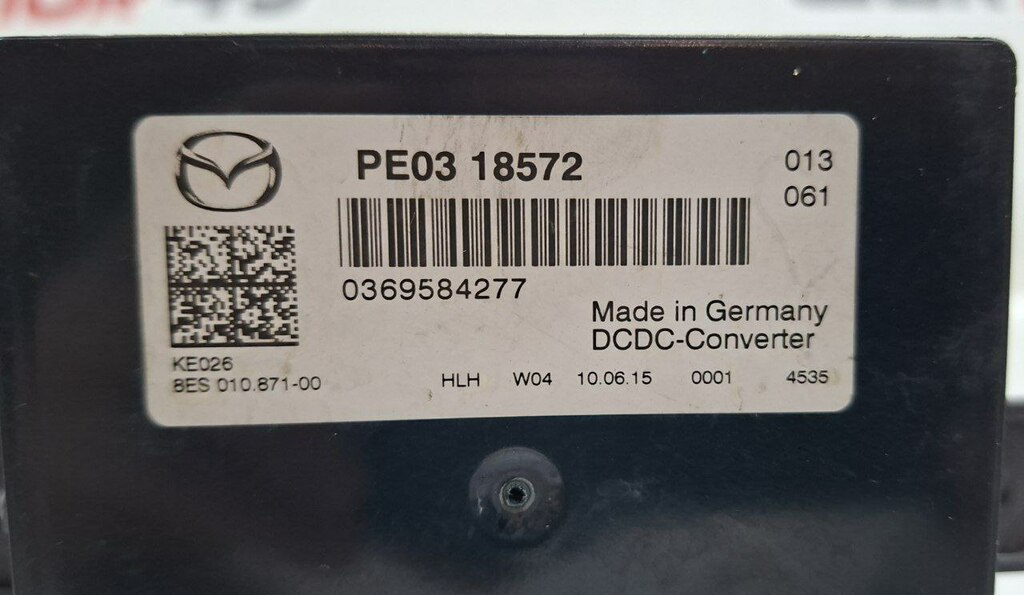 PE03 18572
013
061
0369584277
Made in Germany
DCDC-Converter
KE026
8ES 010.871-00
HLH W04 10.06.15 0001 4535